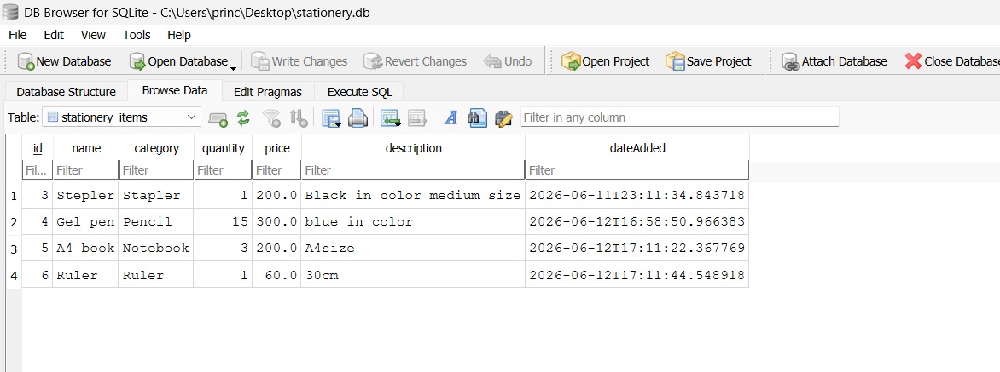 DB Browser for SQLite - C:\Users\princ\Desktop\stationery.db
File Edit View Tools Help
New Database Open Database Write Changes Revert Changes Undo Open Project Save Project Attach Database Close Database
Database Structure Browse Data Edit Pragmas Execute SQL
Table: stationery_items Filter in any column
id name category quantity price description dateAdded
Fil... Filter Filter Filter Filter Filter Filter
1 3 Stepler Stapler 1 200.0 Black in color medium size 2026-06-11T23:11:34.843718
2 4 Gel pen Pencil 15 300.0 blue in color 2026-06-12T16:58:50.966383
3 5 A4 book Notebook 3 200.0 A4size 2026-06-12T17:11:22.367769
4 6 Ruler Ruler 1 60.0 30cm 2026-06-12T17:11:44.548918